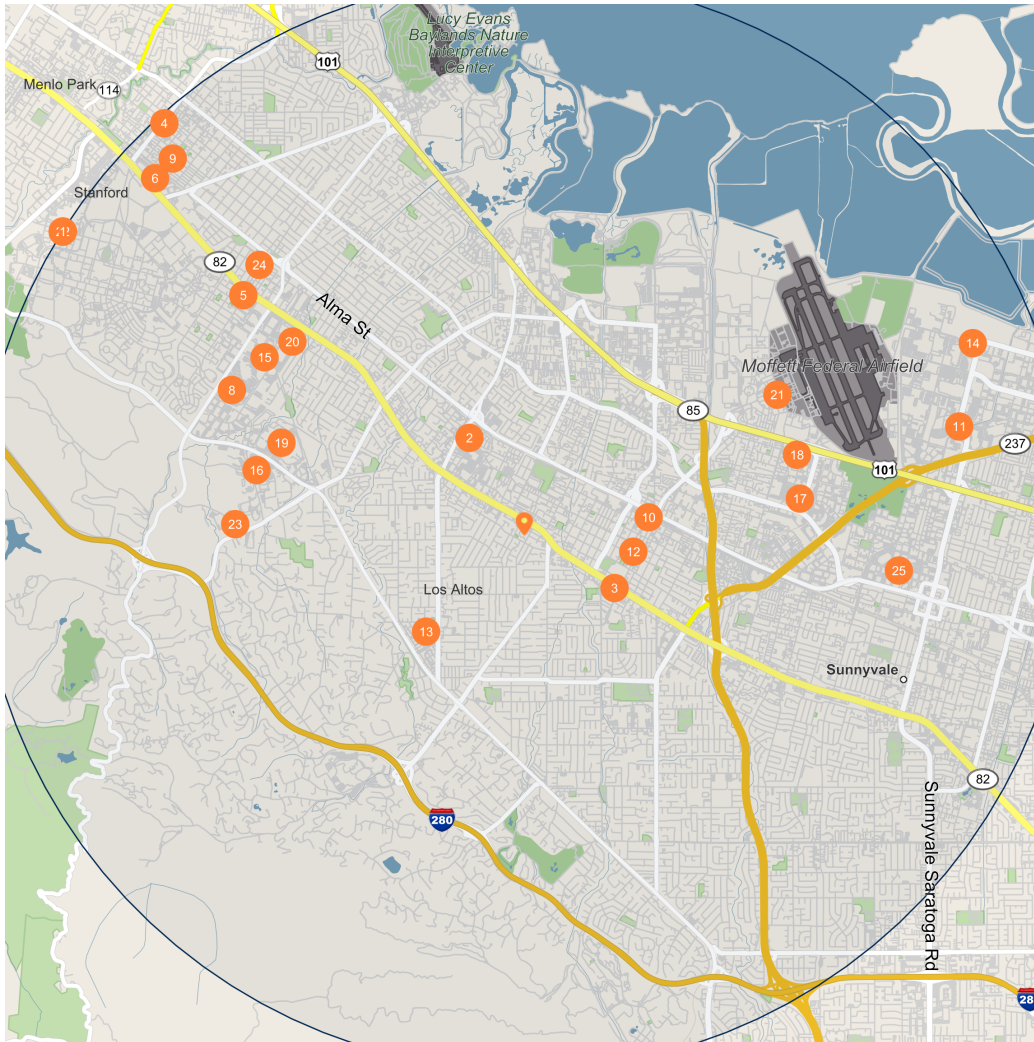 Lucy Evans
Baylands Nature
Interpretive
Center
101
Menlo Park
114
4
9
6
Stanford
24
82
5
Alma St
20
15
8
14
Moffett Federal Airfield
21
85
11
2
19
237
18
16
101
17
10
23
12
25
3
Los Altos
13
Sunnyvale
82
Sunnyvale Saratoga Rd
280